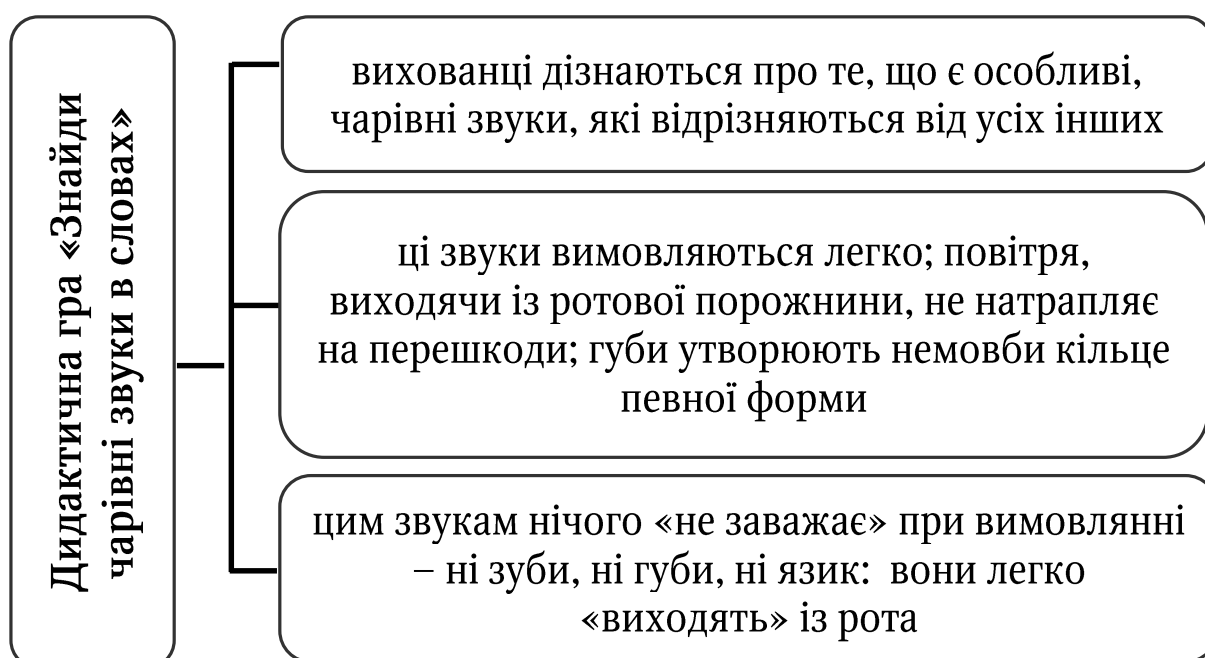 Дидактична гра «Знайди
чарівні звуки в словах»
вихованці дізнаються про те, що є особливі,
чарівні звуки, які відрізняються від усіх інших
ці звуки вимовляються легко; повітря,
виходячи із ротової порожнини, не натрапляє
на перешкоди; губи утворюють немовби кільце
певної форми
цим звукам нічого «не заважає» при вимовлянні
– ні зуби, ні губи, ні язик: вони легко
«виходять» із рота